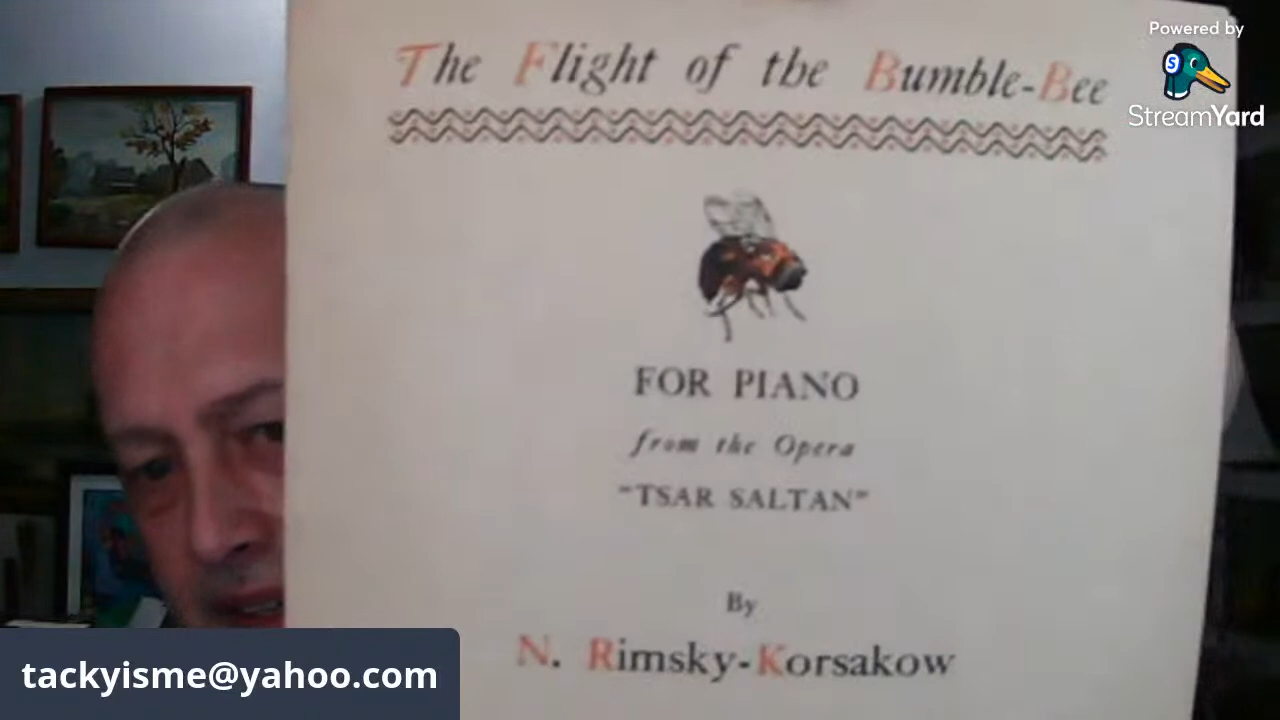 The Flight of the Bumble-Bee
FOR PIANO
from the Opera
"TSAR SALTAN"
By
N. Rimsky-Korsakow
Powered by
StreamYard
tackyisme@yahoo.com